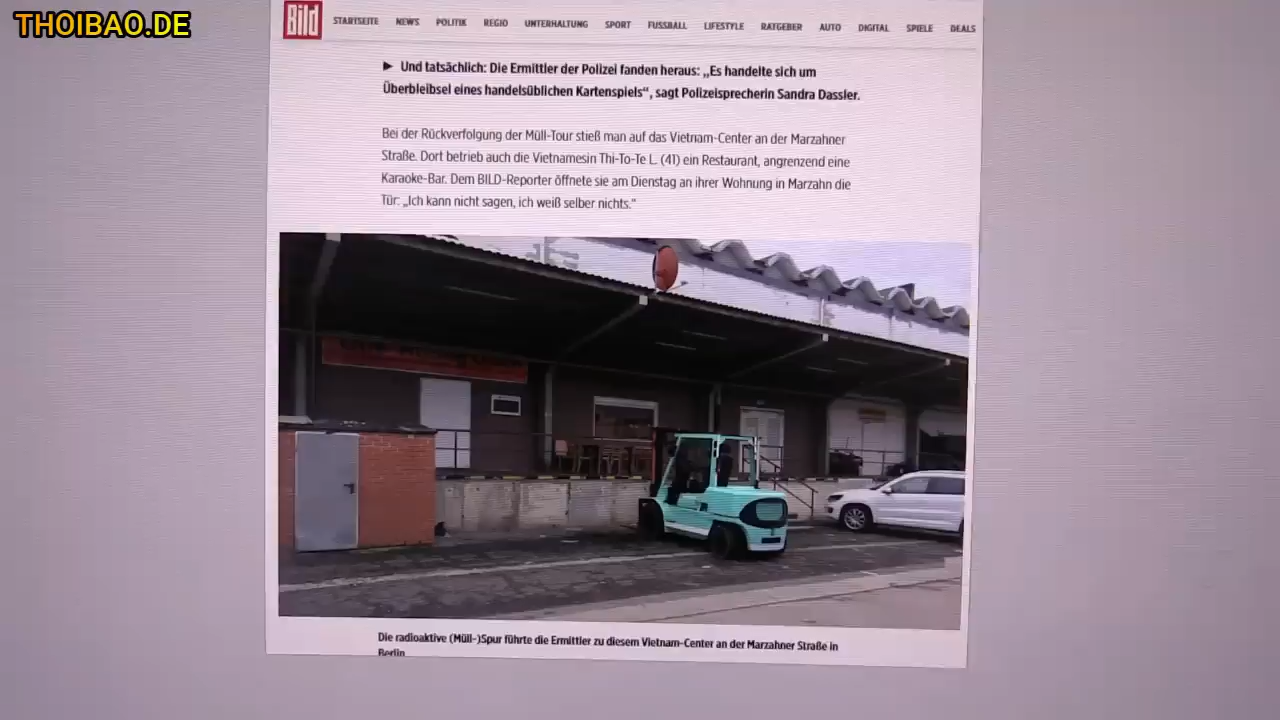 THOIBAO.DE
Bild STARTSEITE NEWS POLITIK REGIO UNTERHALTUNG SPORT FUSSBALL LIFESTYLE RATGEBER AUTO DIGITAL SPIELE DEALS
► Und tatsächlich: Die Ermittler der Polizei fanden heraus: „Es handelte sich um
Überbleibsel eines handelsüblichen Kartenspiels“, sagt Polizeisprecherin Sandra Dassler.
Bei der Rückverfolgung der Müll-Tour stieß man auf das Vietnam-Center an der Marzahner
Straße. Dort betrieb auch die Vietnamesin Thi-To-Te L. (41) ein Restaurant, angrenzend eine
Karaoke-Bar. Dem BILD-Reporter öffnete sie am Dienstag an ihrer Wohnung in Marzahn die
Tür: „Ich kann nicht sagen, ich weiß selber nichts.“
Die radioaktive (Müll-)Spur führte die Ermittler zu diesem Vietnam-Center an der Marzahner Straße in
Berlin